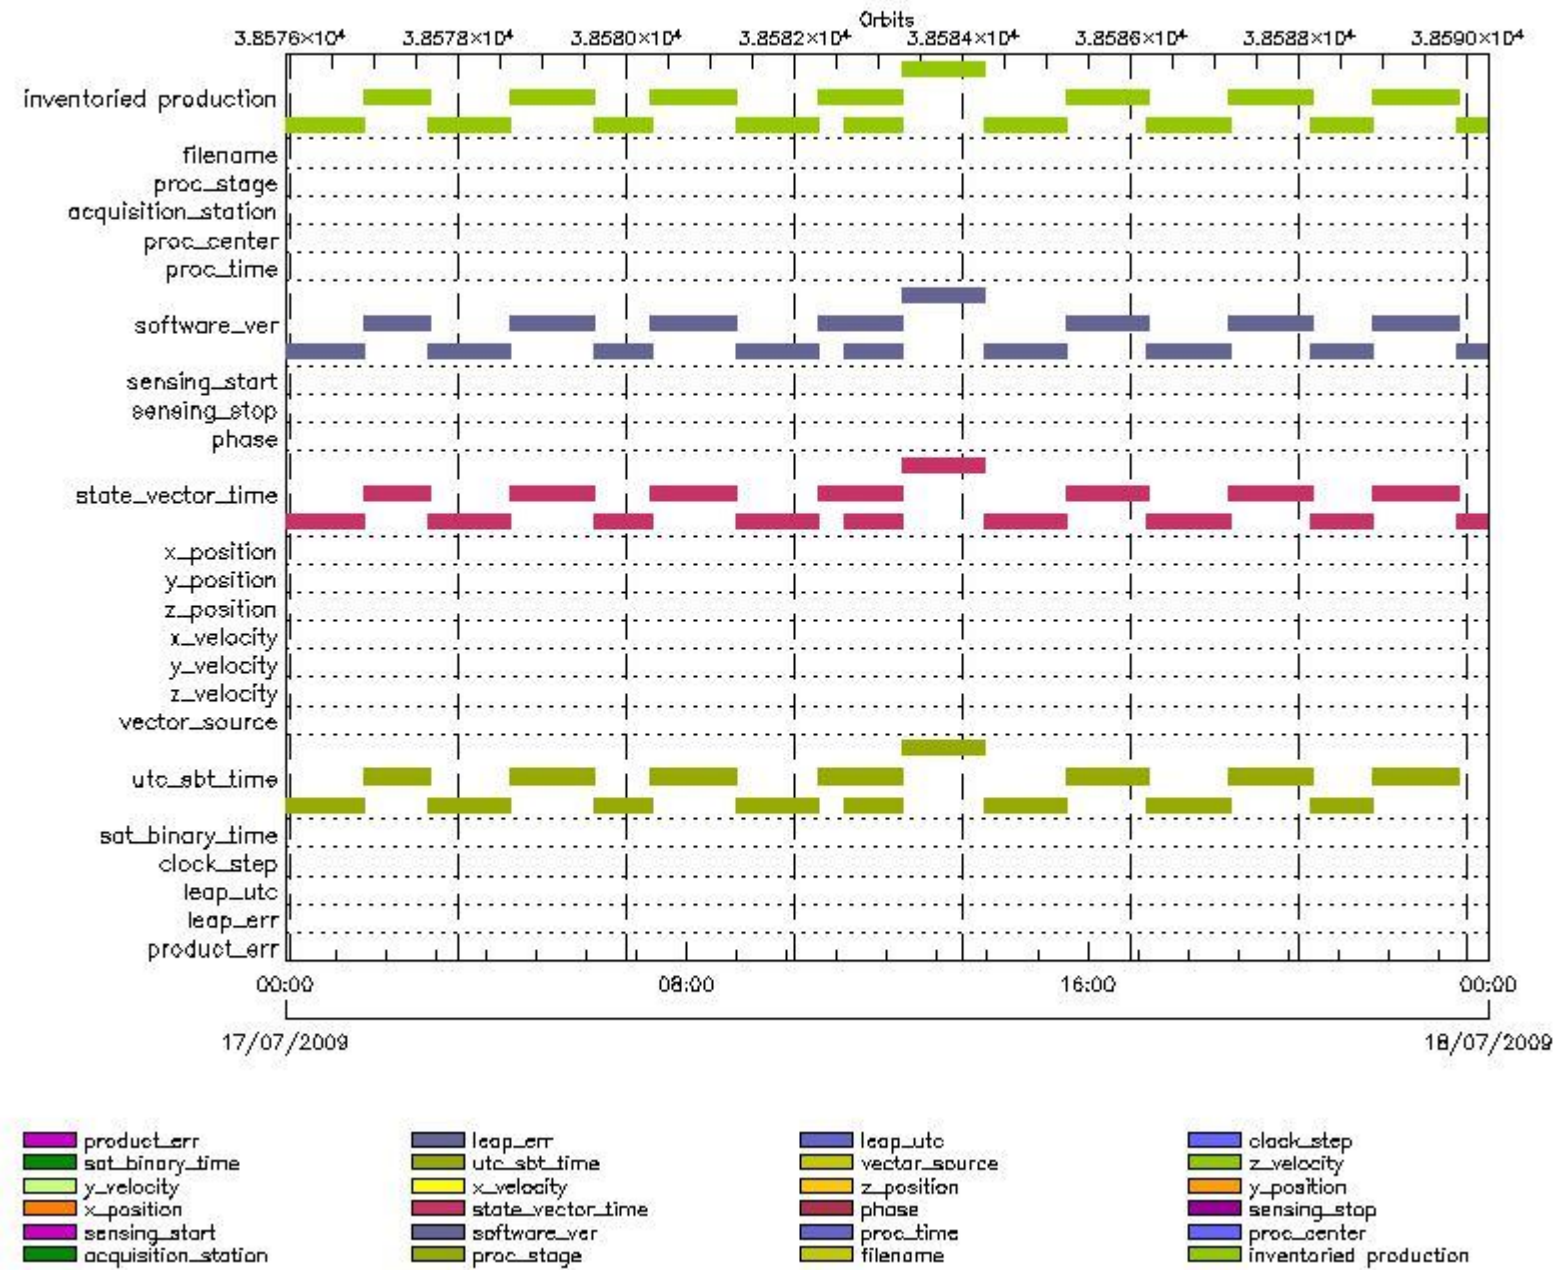 Orbits
3.8576×10⁴ 3.8578×10⁴ 3.8580×10⁴ 3.8582×10⁴ 3.8584×10⁴ 3.8586×10⁴ 3.8588×10⁴ 3.8590×10⁴
inventoried production
filename
proc_stage
acquisition_station
proc_center
proc_time
software_ver
sensing_start
sensing_stop
phase
state_vector_time
x_position
y_position
z_position
x_velocity
y_velocity
z_velocity
vector_source
utc_sbt_time
sat_binary_time
clock_step
leap_utc
leap_err
product_err
00:00 08:00 16:00 00:00
17/07/2009 18/07/2009
product_err leap_err leap_utc clock_step
sat_binary_time utc_sbt_time vector_source z_velocity
y_velocity x_velocity z_position y_position
x_position state_vector_time phase sensing_stop
sensing_start software_ver proc_time proc_center
acquisition_station proc_stage filename inventoried production